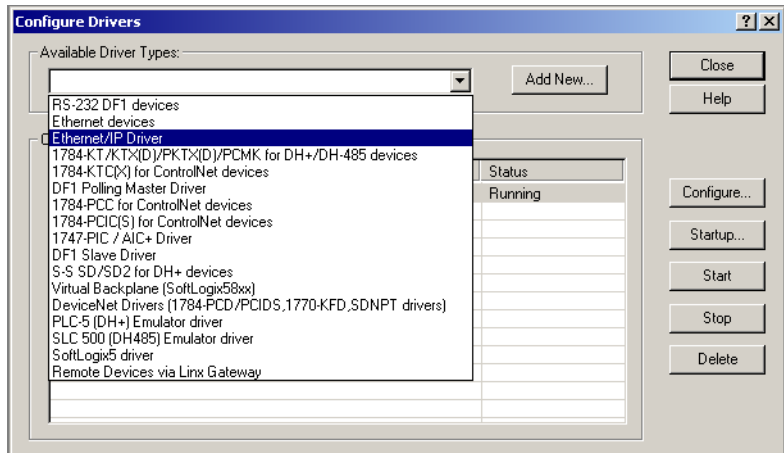 Configure Drivers
Available Driver Types:
Add New...
Close
Help
RS-232 DF1 devices
Ethernet devices
Ethernet/IP Driver
1784-KT/KTX(D)/PKTX(D)/PCMK for DH+/DH-485 devices
1784-KTC(X) for ControlNet devices
DF1 Polling Master Driver
1784-PCC for ControlNet devices
1784-PCIC(S) for ControlNet devices
1747-PIC / AIC+ Driver
DF1 Slave Driver
S-S SD/SD2 for DH+ devices
Virtual Backplane (SoftLogix58xx)
DeviceNet Drivers (1784-PCD/PCIDS,1770-KFD,SDNPT drivers)
PLC-5 (DH+) Emulator driver
SLC 500 (DH485) Emulator driver
SoftLogix5 driver
Remote Devices via Linx Gateway
Status
Running
Configure...
Startup...
Start
Stop
Delete